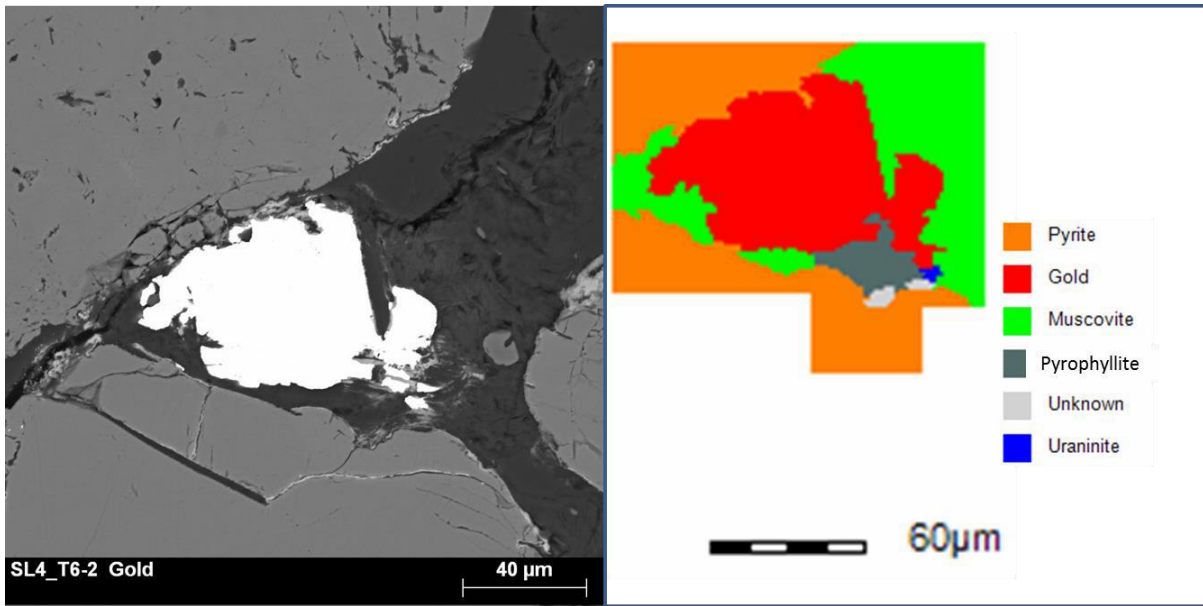 SL4_T6-2 Gold
40 µm
Pyrite
Gold
Muscovite
Pyrophyllite
Unknown
Uraninite
60µm